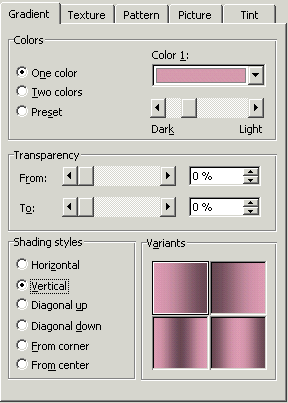 Gradient Texture Pattern Picture Tint
Colors
One color
Two colors
Preset
Color 1:
Dark Light
Transparency
From: 0 %
To: 0 %
Shading styles
Horizontal
Vertical
Diagonal up
Diagonal down
From corner
From center
Variants